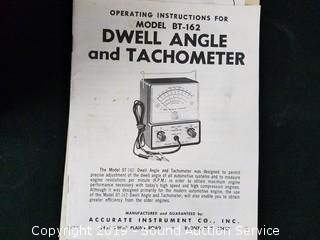 OPERATING INSTRUCTIONS FOR
MODEL BT-162
DWELL ANGLE
and TACHOMETER
The Model BT-162 Dwell Angle and Tachometer was designed to permit
precise adjustment of the dwell angle of all automotive systems and to measure
engine revolutions per minute (R.P.M.) in order to obtain maximum engine
performance necessary with today's high speed and high compression engines.
Although it was designed primarily for the modern automotive engine, the use
of the Model BT-162 Dwell Angle and Tachometer, will also enable you to obtain
greater efficiency from the older engines.
MANUFACTURED and GUARANTEED by:
ACCURATE INSTRUMENT CO., INC.
Copyright 2019 - Sound Auctions